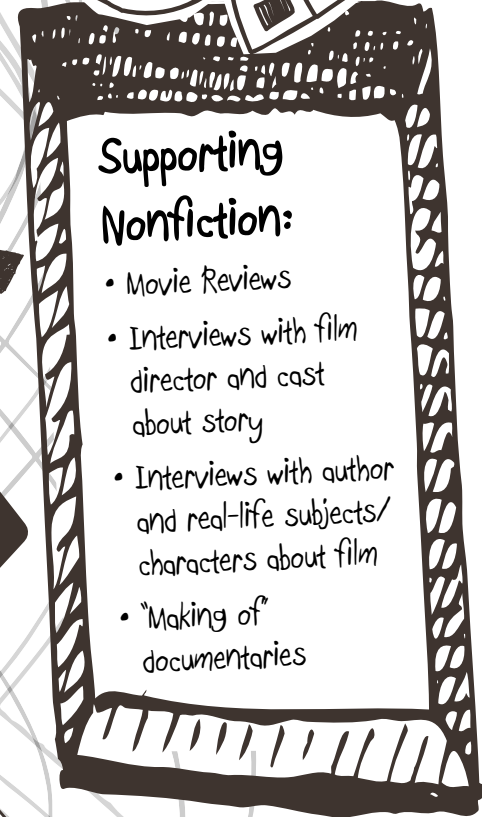 Supporting
Nonfiction:
• Movie Reviews
• Interviews with film
director and cast
about story
• Interviews with author
and real-life subjects/
characters about film
• "Making of"
documentaries